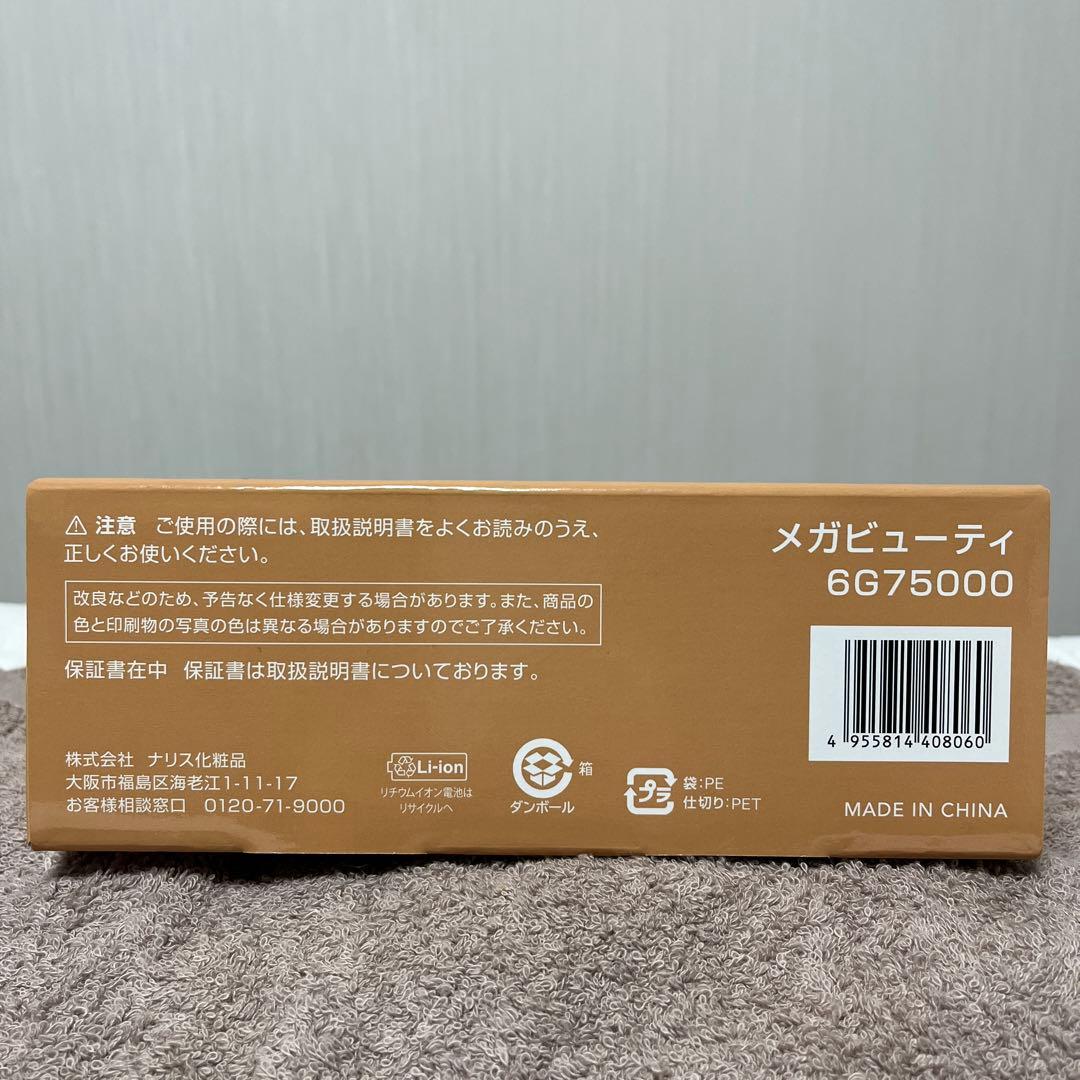 ⚠ 注意 ご使用の際には、取扱説明書をよくお読みのうえ、
正しくお使いください。
改良などのため、予告なく仕様変更する場合があります。また、商品の
色と印刷物の写真の色は異なる場合がありますのでご了承ください。
保証書在中 保証書は取扱説明書についております。
株式会社 ナリス化粧品
大阪市福島区海老江1-11-17
お客様相談窓口 0120-71-9000
Li-ion
リチウムイオン電池は
リサイクルへ
箱
ダンボール
プラ
袋:PE
仕切り:PET
メガビューティ
6G75000
4 955814 408060
MADE IN CHINA